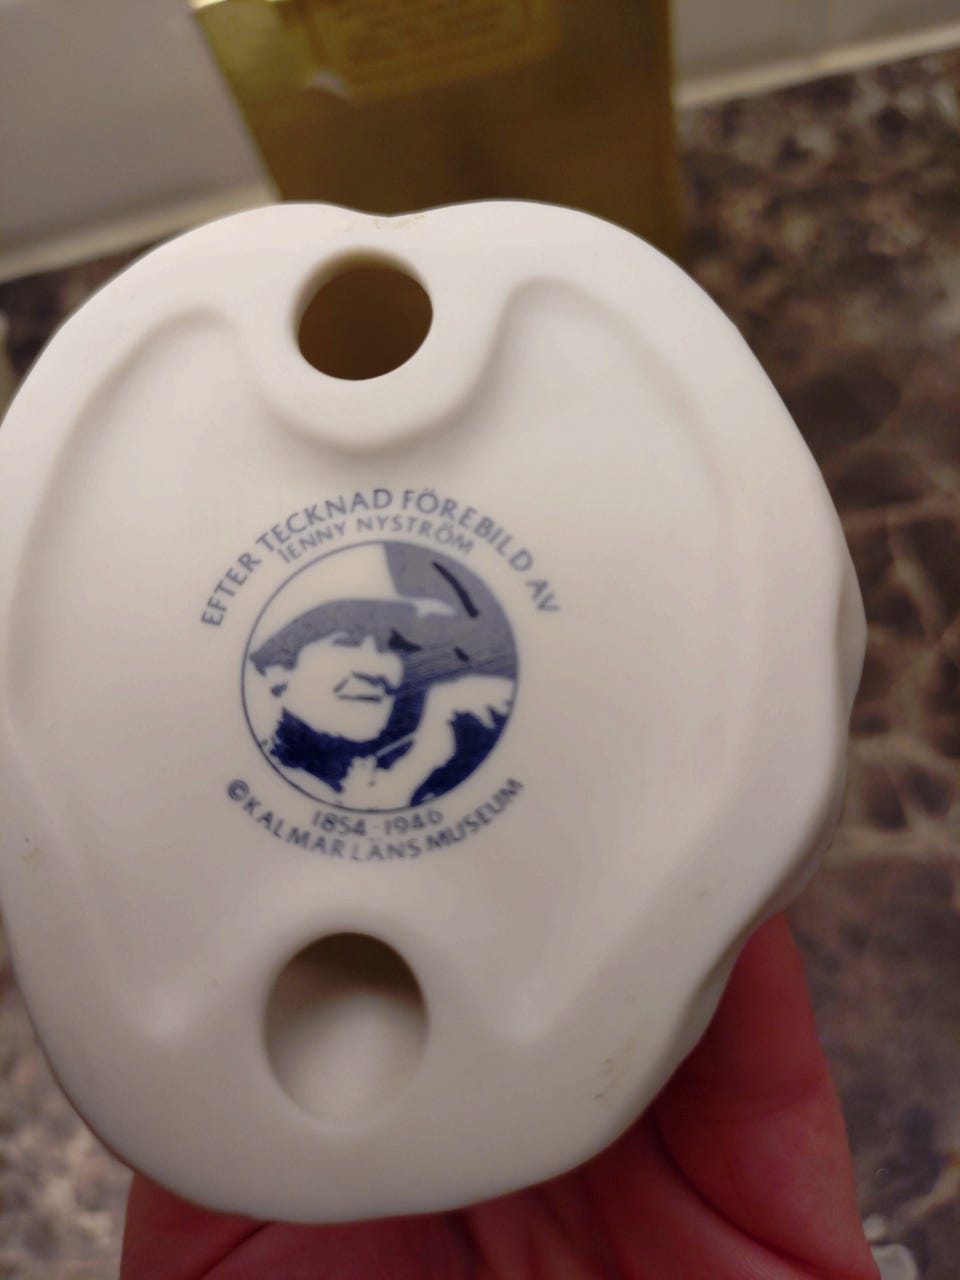 EFTER TECKNAD FÖREBILD AV
JENNY NYSTRÖM
1854-1946
©KALMAR LÄNS MUSEUM